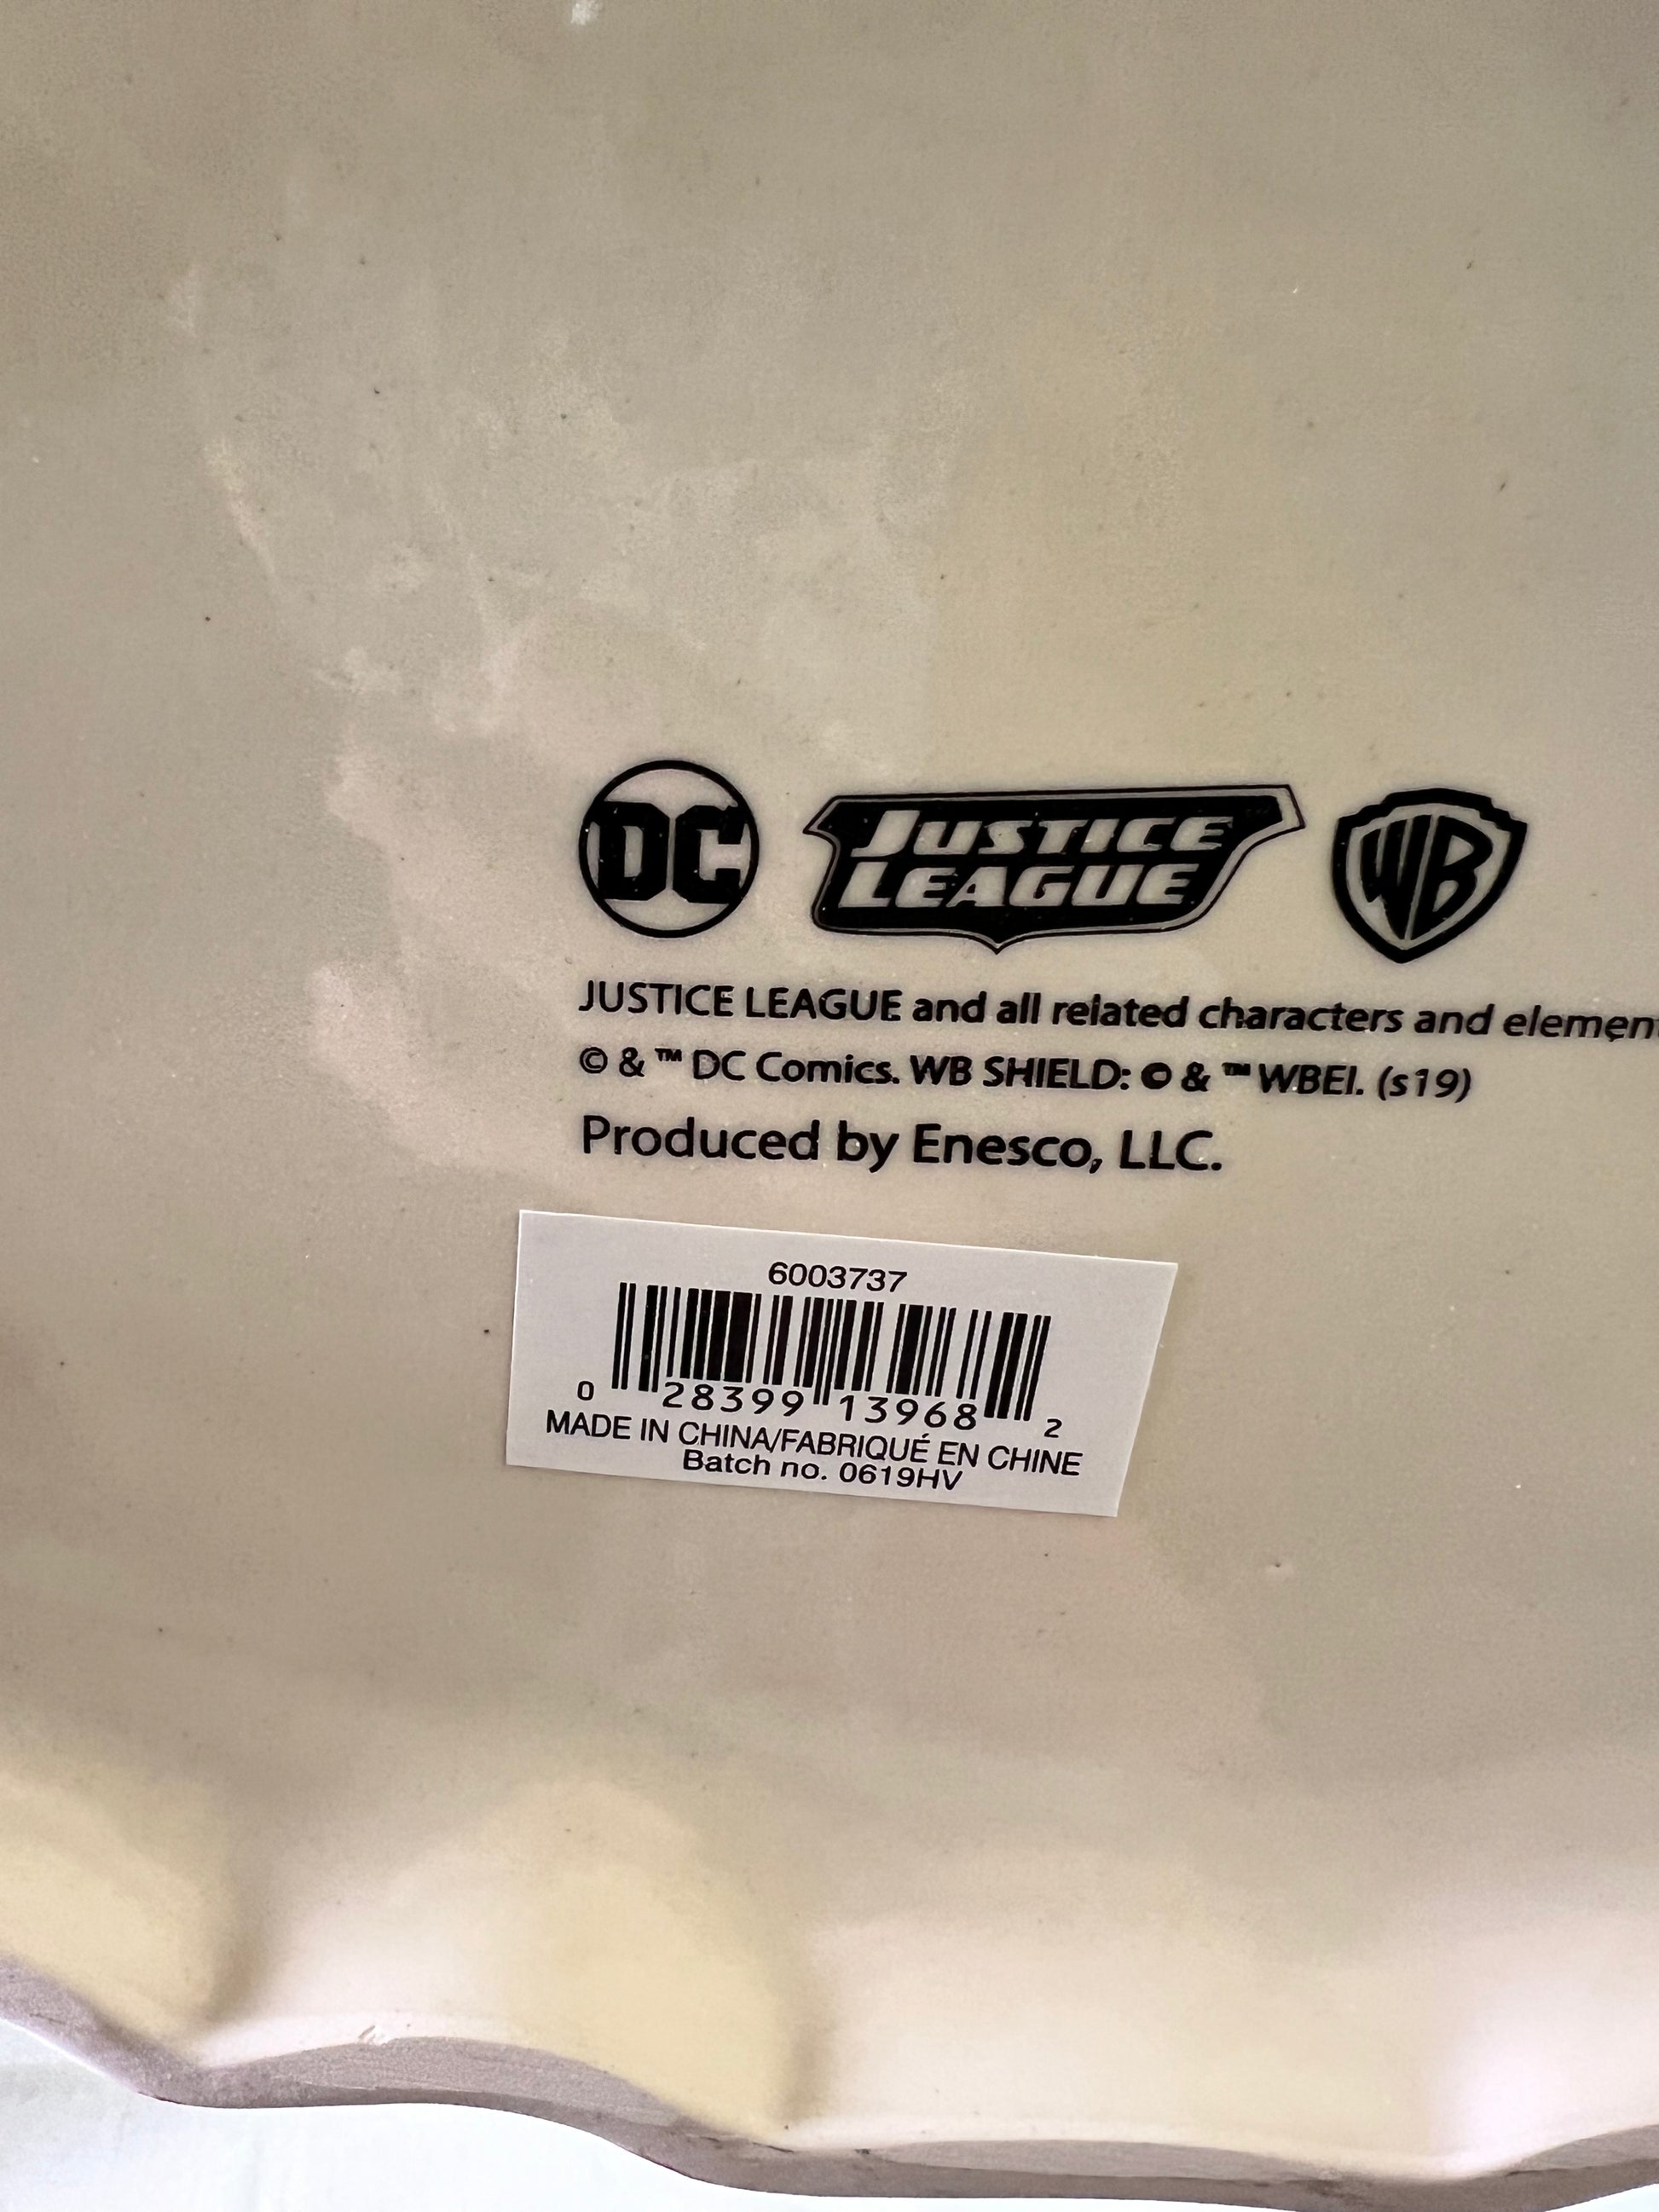 DC JUSTICE LEAGUE WB
JUSTICE LEAGUE and all related characters and element
© & ™ DC Comics. WB SHIELD: © & ™ WBEI. (s19)
Produced by Enesco, LLC.
6003737
0 28399 13968 2
MADE IN CHINA/FABRIQUÉ EN CHINE
Batch no. 0619HV